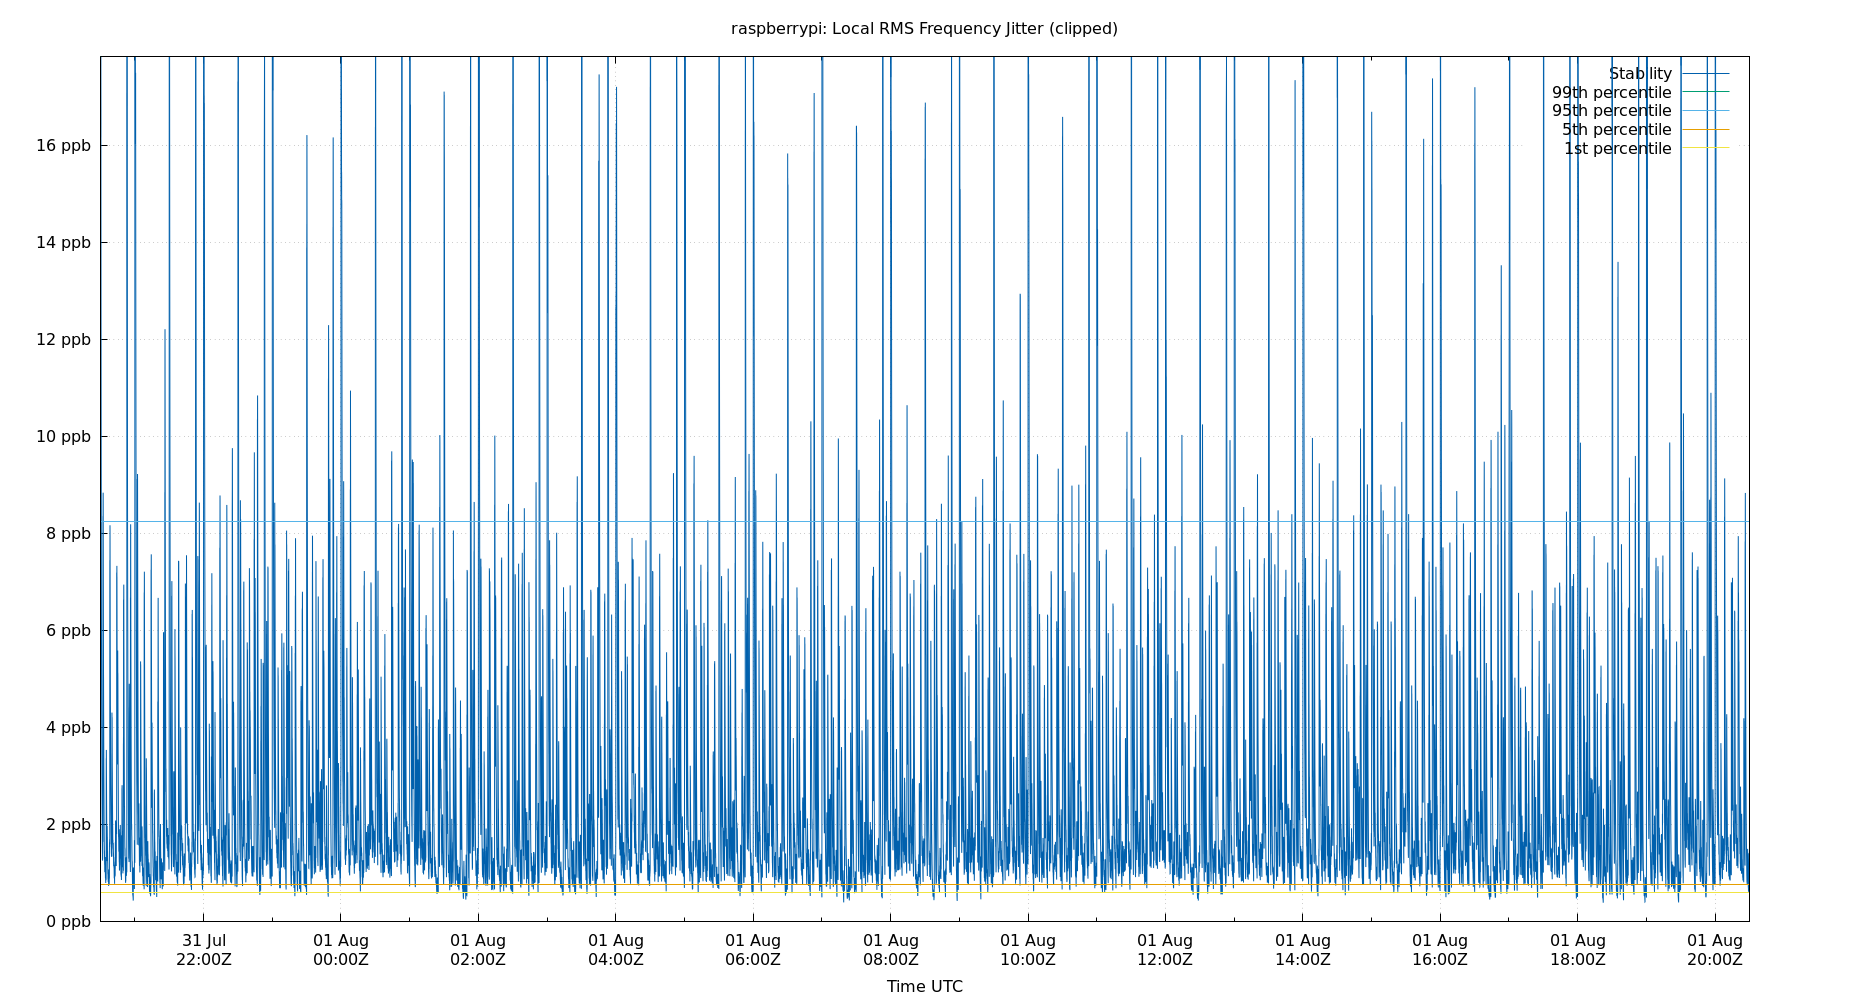 raspberrypi: Local RMS Frequency Jitter (clipped)
Stability
99th percentile
95th percentile
5th percentile
1st percentile
16 ppb
14 ppb
12 ppb
10 ppb
8 ppb
6 ppb
4 ppb
2 ppb
0 ppb
31 Jul 01 Aug 01 Aug 01 Aug 01 Aug 01 Aug 01 Aug 01 Aug 01 Aug 01 Aug 01 Aug 01 Aug
22:00Z 00:00Z 02:00Z 04:00Z 06:00Z 08:00Z 10:00Z 12:00Z 14:00Z 16:00Z 18:00Z 20:00Z
Time UTC